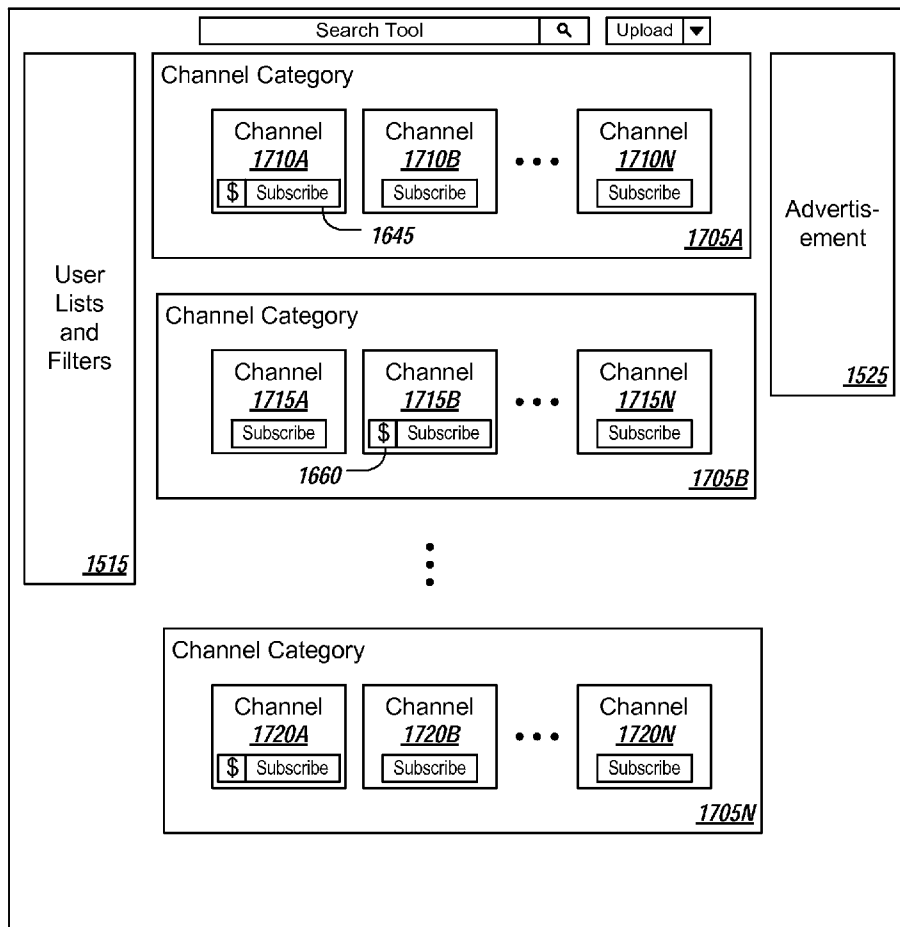 Search Tool
Upload
User
Lists
and
Filters
1515
Channel Category
Channel
1710A
$ Subscribe
1645
Channel
1710B
Subscribe
Channel
1710N
Subscribe
1705A
Channel Category
Channel
1715A
Subscribe
Channel
1715B
$ Subscribe
1660
Channel
1715N
Subscribe
1705B
Channel Category
Channel
1720A
$ Subscribe
Channel
1720B
Subscribe
Channel
1720N
Subscribe
1705N
Advertis-
ement
1525